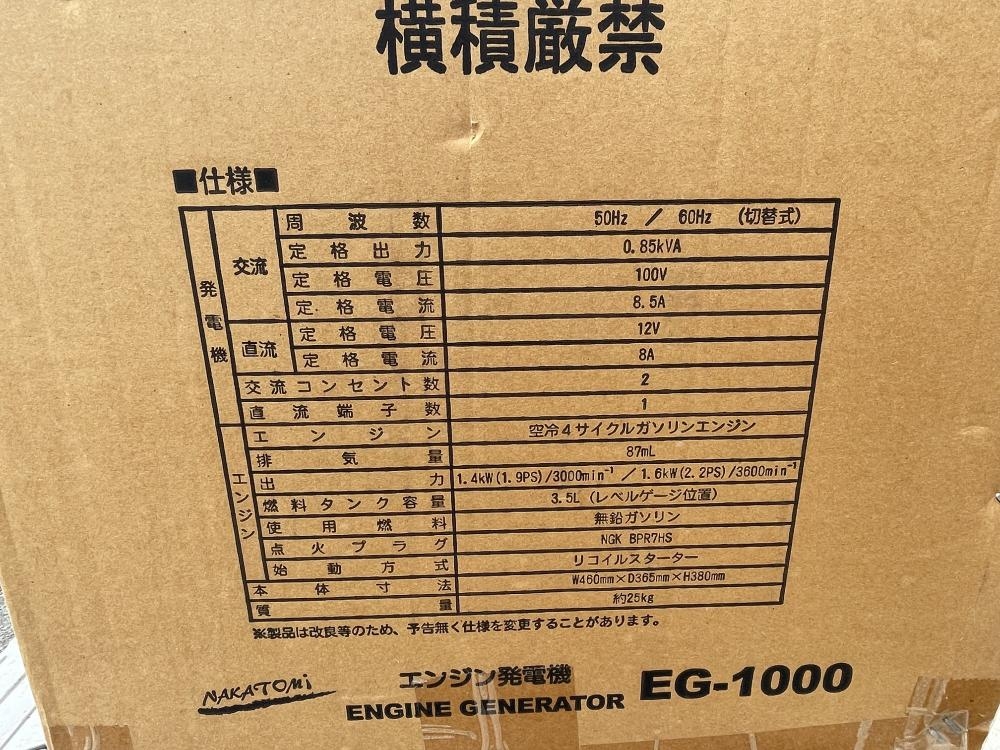 横積厳禁
■仕様■
発電機 交流 周波数 50Hz / 60Hz (切替式)
定格出力 0.85kVA
定格電圧 100V
定格電流 8.5A
直流 定格電圧 12V
定格電流 8A
交流コンセント数 2
直流端子数 1
エンジン エンジン 空冷4サイクルガソリンエンジン
排気量 87mL
出力 1.4kW(1.9PS)/3000min⁻¹ / 1.6kW(2.2PS)/3600min⁻¹
燃料タンク容量 3.5L (レベルゲージ位置)
使用燃料 無鉛ガソリン
点火プラグ NGK BPR7HS
始動方式 リコイルスターター
本体寸法 W460mm×D365mm×H380mm
質量 約25kg
※製品は改良等のため、予告無く仕様を変更することがあります。
NAKATOMI エンジン発電機 ENGINE GENERATOR EG-1000